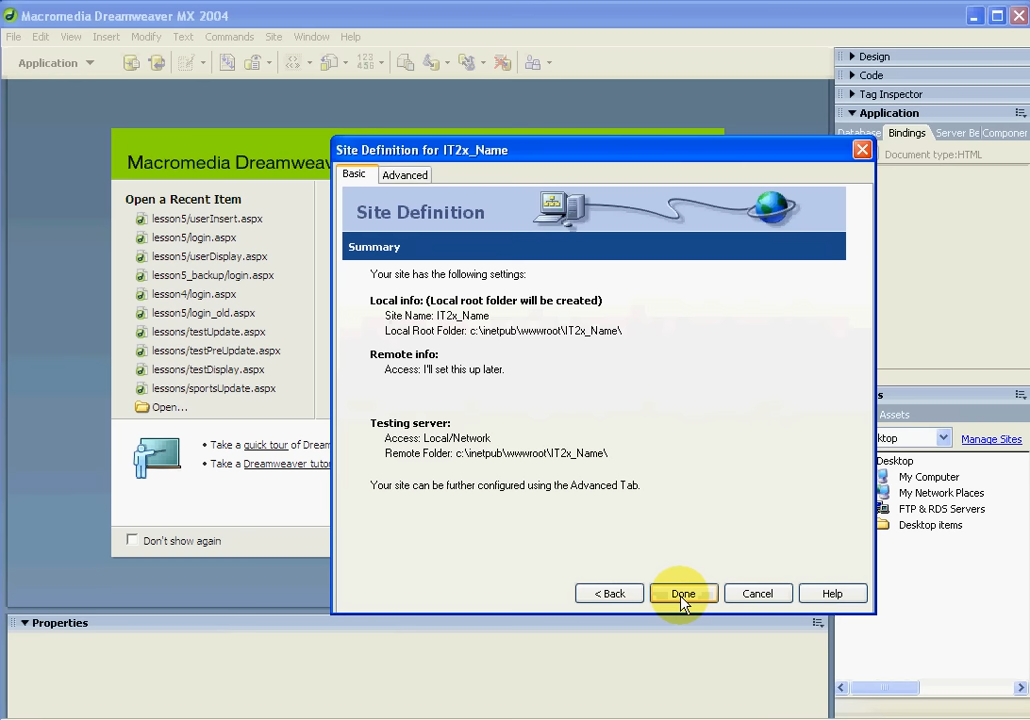 Macromedia Dreamweaver MX 2004
File Edit View Insert Modify Text Commands Site Window Help
Application
Design
Code
Tag Inspector
Application
Database Bindings Server Be Componer
Document type:HTML
Macromedia Dreamweav
Open a Recent Item
lesson5/userInsert.aspx
lesson5/login.aspx
lesson5/userDisplay.aspx
lesson5_backup/login.aspx
lesson4/login.aspx
lesson5/login_old.aspx
lessons/testUpdate.aspx
lessons/testPreUpdate.aspx
lessons/testDisplay.aspx
lessons/sportsUpdate.aspx
Open...
• Take a quick tour of Dream
• Take a Dreamweaver tutor
Don't show again
Site Definition for IT2x_Name
Basic Advanced
Site Definition
Summary
Your site has the following settings:
Local info: (Local root folder will be created)
Site Name: IT2x_Name
Local Root Folder: c:\inetpub\wwwroot\IT2x_Name\
Remote info:
Access: I'll set this up later.
Testing server:
Access: Local/Network
Remote Folder: c:\inetpub\wwwroot\IT2x_Name\
Your site can be further configured using the Advanced Tab.
< Back Done Cancel Help
s
Assets
ktop Manage Sites
Desktop
My Computer
My Network Places
FTP & RDS Servers
Desktop items
Properties